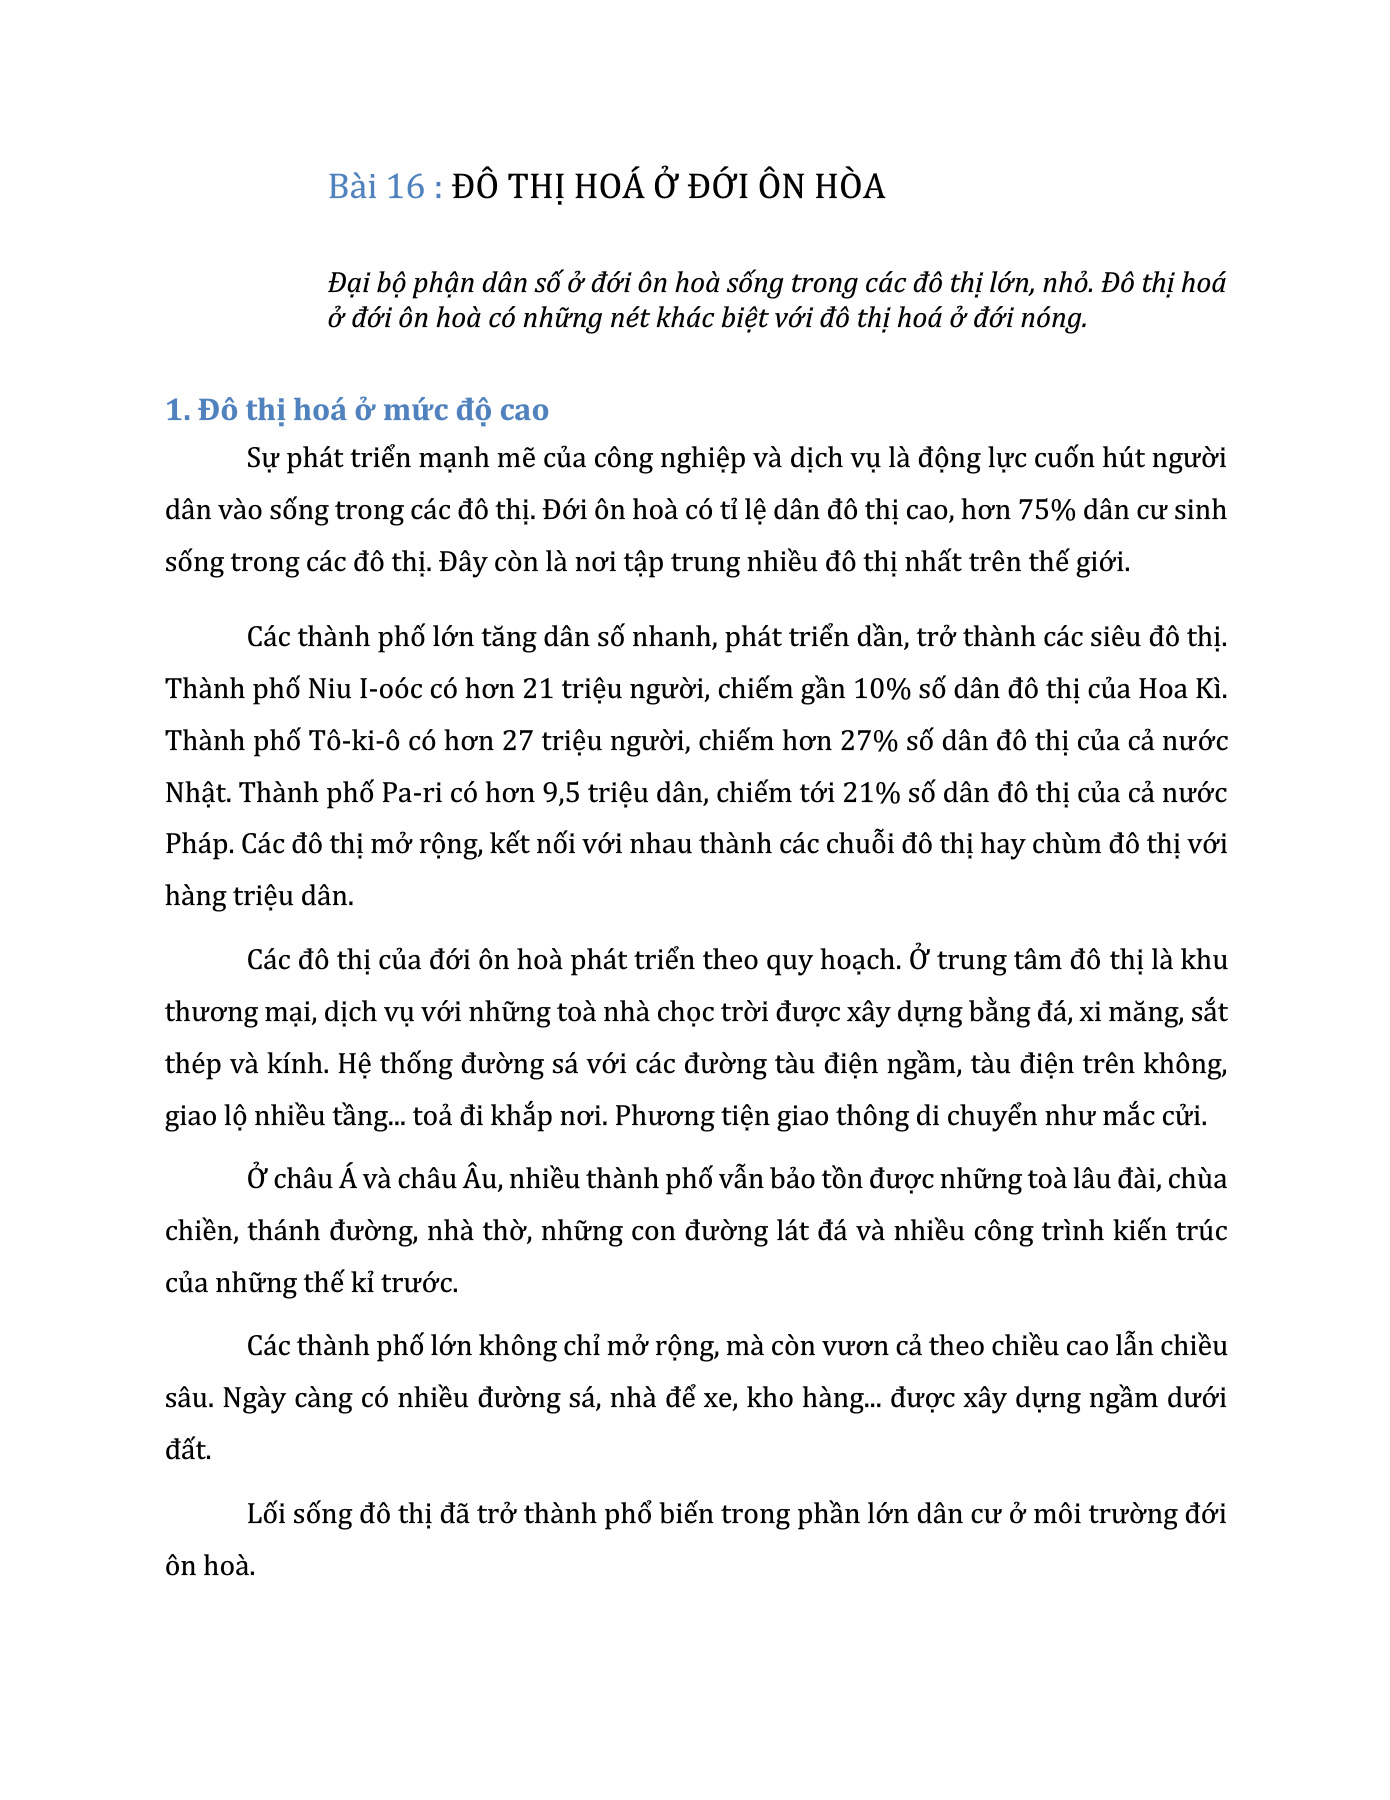 Bài 16 : ĐÔ THỊ HOÁ Ở ĐỚI ÔN HÒA
Đại bộ phận dân số ở đới ôn hoà sống trong các đô thị lớn, nhỏ. Đô thị hoá
ở đới ôn hoà có những nét khác biệt với đô thị hoá ở đới nóng.
1. Đô thị hoá ở mức độ cao
Sự phát triển mạnh mẽ của công nghiệp và dịch vụ là động lực cuốn hút người
dân vào sống trong các đô thị. Đới ôn hoà có tỉ lệ dân đô thị cao, hơn 75% dân cư sinh
sống trong các đô thị. Đây còn là nơi tập trung nhiều đô thị nhất trên thế giới.
Các thành phố lớn tăng dân số nhanh, phát triển dần, trở thành các siêu đô thị.
Thành phố Niu I-oóc có hơn 21 triệu người, chiếm gần 10% số dân đô thị của Hoa Kì.
Thành phố Tô-ki-ô có hơn 27 triệu người, chiếm hơn 27% số dân đô thị của cả nước
Nhật. Thành phố Pa-ri có hơn 9,5 triệu dân, chiếm tới 21% số dân đô thị của cả nước
Pháp. Các đô thị mở rộng, kết nối với nhau thành các chuỗi đô thị hay chùm đô thị với
hàng triệu dân.
Các đô thị của đới ôn hoà phát triển theo quy hoạch. Ở trung tâm đô thị là khu
thương mại, dịch vụ với những toà nhà chọc trời được xây dựng bằng đá, xi măng, sắt
thép và kính. Hệ thống đường sá với các đường tàu điện ngầm, tàu điện trên không,
giao lộ nhiều tầng... toả đi khắp nơi. Phương tiện giao thông di chuyển như mắc cửi.
Ở châu Á và châu Âu, nhiều thành phố vẫn bảo tồn được những toà lâu đài, chùa
chiền, thánh đường, nhà thờ, những con đường lát đá và nhiều công trình kiến trúc
của những thế kỉ trước.
Các thành phố lớn không chỉ mở rộng, mà còn vươn cả theo chiều cao lẫn chiều
sâu. Ngày càng có nhiều đường sá, nhà để xe, kho hàng... được xây dựng ngầm dưới
đất.
Lối sống đô thị đã trở thành phổ biến trong phần lớn dân cư ở môi trường đới
ôn hoà.